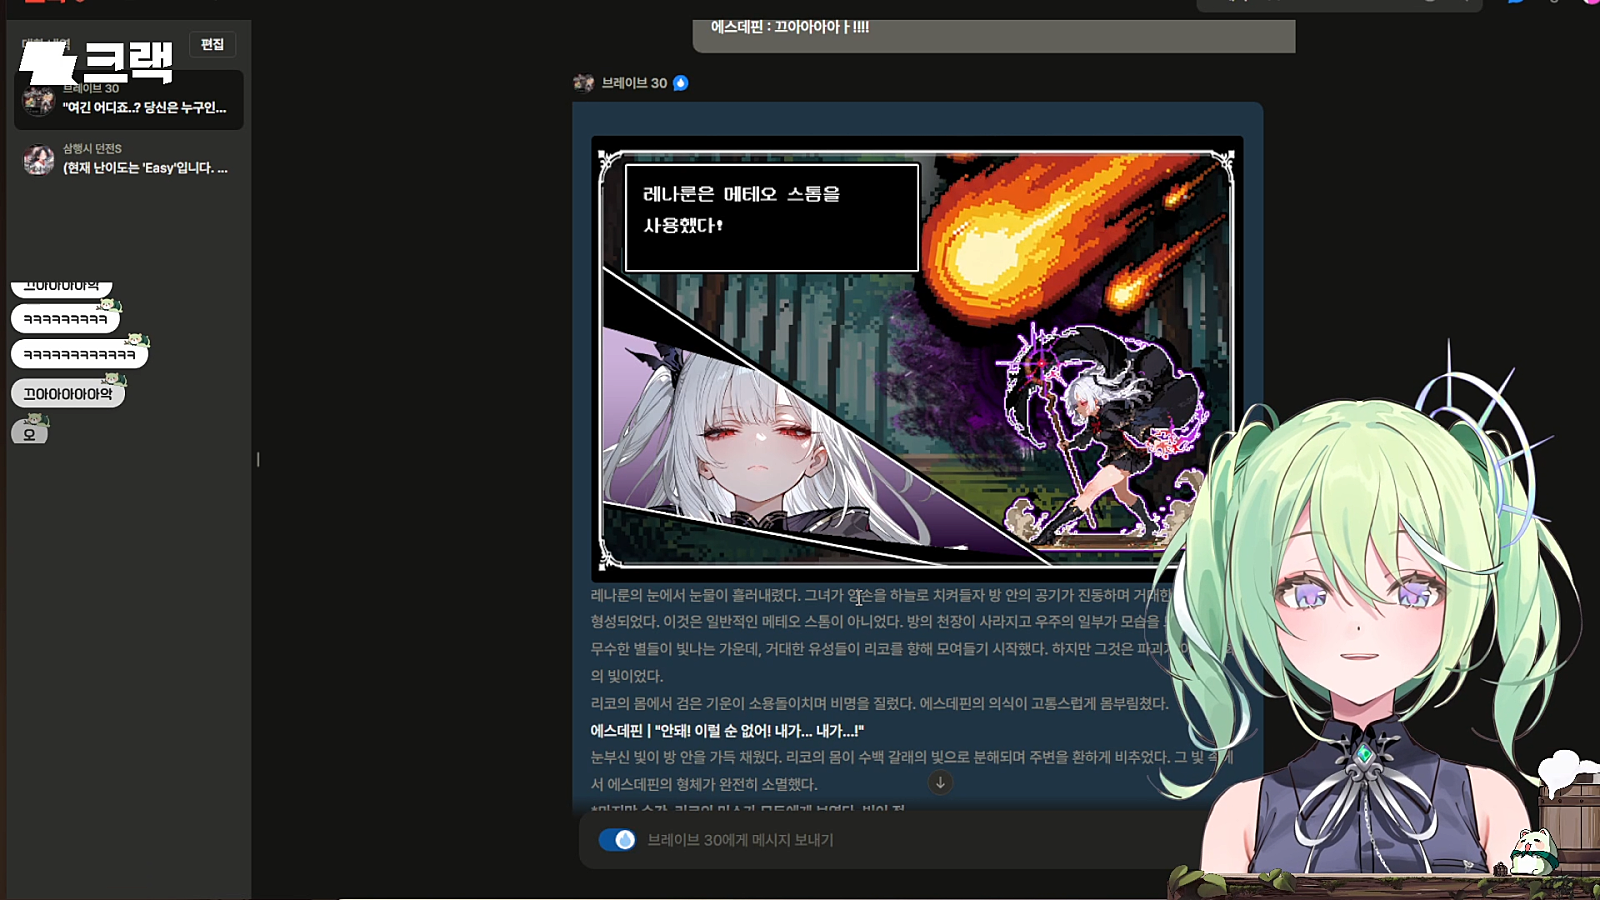 에스데핀 : 끄아아아아ㅏ!!!!
편집
크랙
브레이브 30
"여긴 어디죠..? 당신은 누구인...
삼행시 던전S
(현재 난이도는 'Easy'입니다. ...
끄아아아아악
ㅋㅋㅋㅋㅋㅋㅋㅋㅋ
ㅋㅋㅋㅋㅋㅋㅋㅋㅋㅋㅋㅋ
끄아아아아아악
오
브레이브 30
레나룬은 메테오 스톰을
사용했다!
레나룬의 눈에서 눈물이 흘러내렸다. 그녀가 양손을 하늘로 치켜들자 방 안의 공기가 진동하며 거대한
형성되었다. 이것은 일반적인 메테오 스톰이 아니었다. 방의 천장이 사라지고 우주의 일부가 모습을
무수한 별들이 빛나는 가운데, 거대한 유성들이 리코를 향해 모여들기 시작했다. 하지만 그것은 파괴가
의 빛이었다.
리코의 몸에서 검은 기운이 소용돌이치며 비명을 질렀다. 에스데핀의 의식이 고통스럽게 몸부림쳤다.
에스데핀 | "안돼! 이럴 순 없어! 내가... 내가...!"
눈부신 빛이 방 안을 가득 채웠다. 리코의 몸이 수백 갈래의 빛으로 분해되며 주변을 환하게 비추었다. 그 빛 속에
서 에스데핀의 형체가 완전히 소멸했다.
브레이브 30에게 메시지 보내기